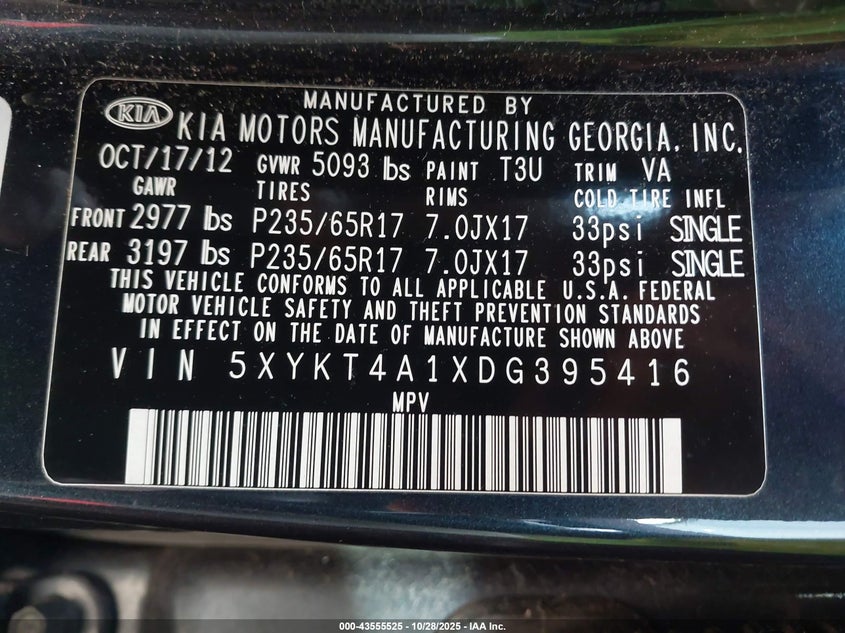 MANUFACTURED BY
KIA KIA MOTORS MANUFACTURING GEORGIA, INC.
OCT/17/12 GVWR 5093 lbs PAINT T3U TRIM VA
GAWR TIRES RIMS COLD TIRE INFL
FRONT 2977 lbs P235/65R17 7.0JX17 33psi SINGLE
REAR 3197 lbs P235/65R17 7.0JX17 33psi SINGLE
THIS VEHICLE CONFORMS TO ALL APPLICABLE U.S.A. FEDERAL
MOTOR VEHICLE SAFETY AND THEFT PREVENTION STANDARDS
IN EFFECT ON THE DATE OF MANUFACTURE SHOWN ABOVE
VIN 5XYKT4A1XDG395416
MPV
000-43555525 - 10/28/2025 - IAA Inc.